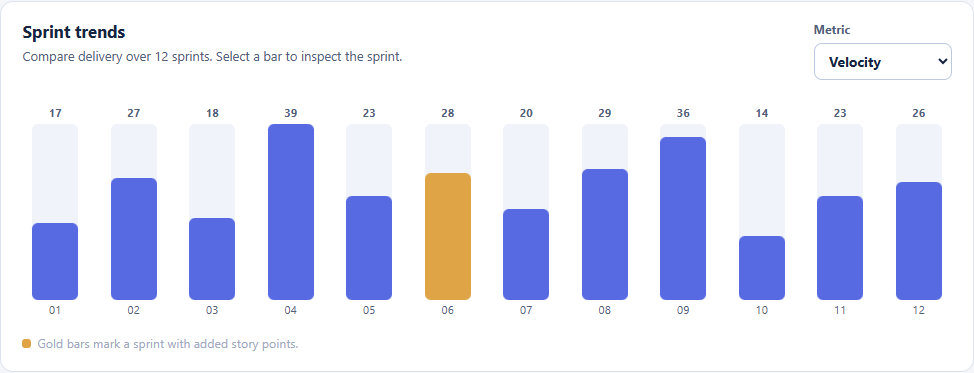 Sprint trends
Metric
Compare delivery over 12 sprints. Select a bar to inspect the sprint.
Velocity
17 27 18 39 23 28 20 29 36 14 23 26
01 02 03 04 05 06 07 08 09 10 11 12
Gold bars mark a sprint with added story points.